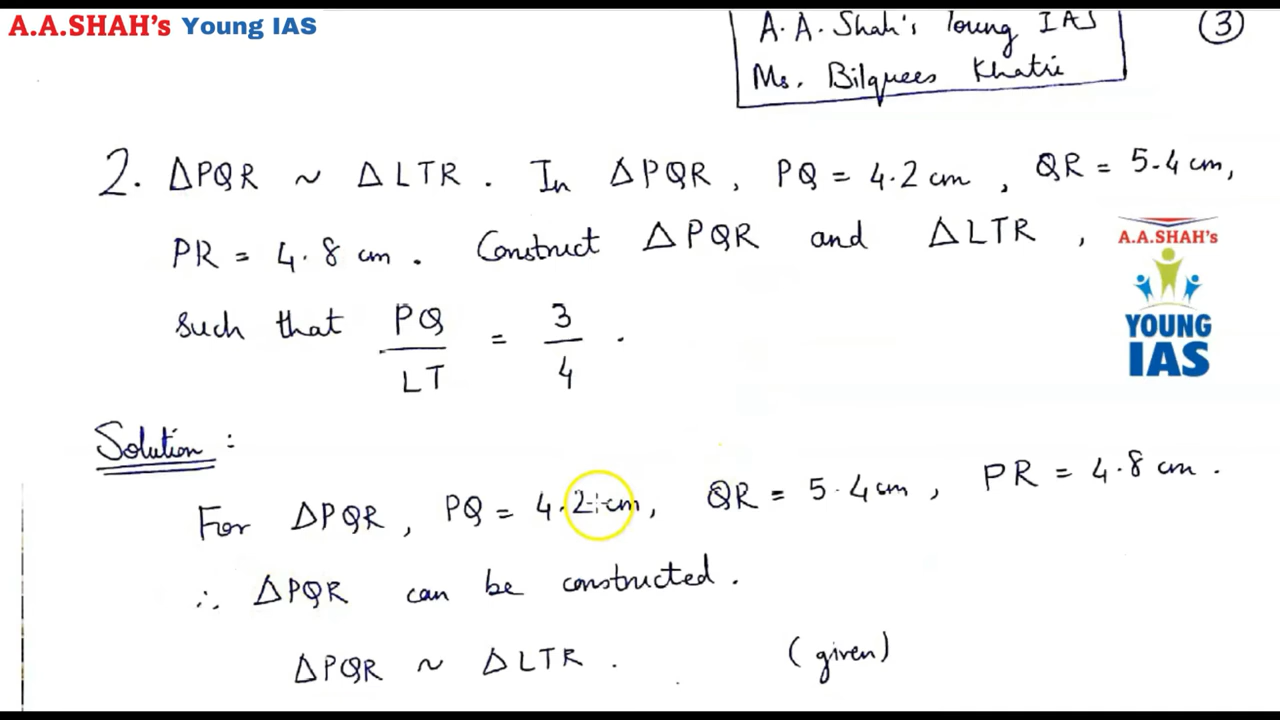 A.A.SHAH's Young IAS
A.A. Shah's Young IAS
Ms. Bilquees Khatri
3
2. ΔPQR ~ ΔLTR. In ΔPQR, PQ = 4.2 cm, QR = 5.4 cm,
PR = 4.8 cm. Construct ΔPQR and ΔLTR,
such that PQ/LT = 3/4.
A.A.SHAH's
YOUNG
IAS
Solution:
For ΔPQR, PQ = 4.2 cm, QR = 5.4 cm, PR = 4.8 cm.
∴ ΔPQR can be constructed.
ΔPQR ~ ΔLTR. (given)